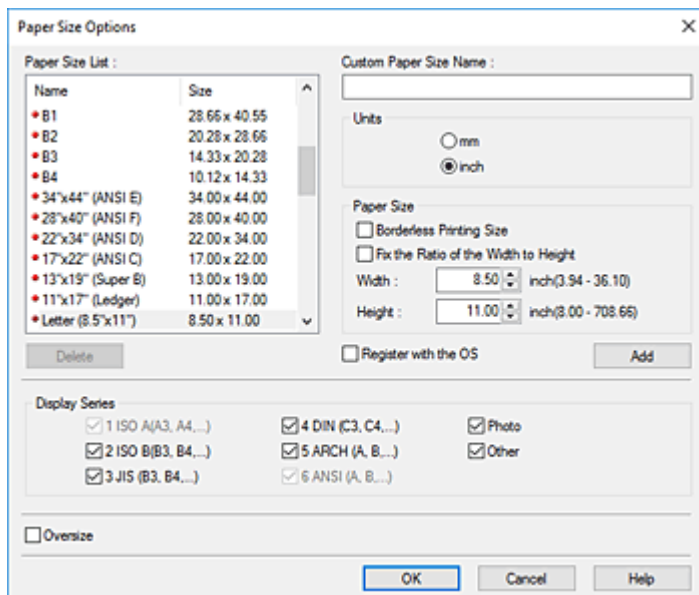 Paper Size Options
Paper Size List :
Name Size
B1 28.66 x 40.55
B2 20.28 x 28.66
B3 14.33 x 20.28
B4 10.12 x 14.33
34"x44" (ANSI E) 34.00 x 44.00
28"x40" (ANSI F) 28.00 x 40.00
22"x34" (ANSI D) 22.00 x 34.00
17"x22" (ANSI C) 17.00 x 22.00
13"x19" (Super B) 13.00 x 19.00
11"x17" (Ledger) 11.00 x 17.00
Letter (8.5"x11") 8.50 x 11.00
Delete
Custom Paper Size Name :
Units
mm
inch
Paper Size
Borderless Printing Size
Fix the Ratio of the Width to Height
Width : 8.50 inch(3.94 - 36.10)
Height : 11.00 inch(8.00 - 708.66)
Register with the OS Add
Display Series
1 ISO A(A3, A4,...) 4 DIN (C3, C4,...) Photo
2 ISO B(B3, B4,...) 5 ARCH (A, B,...) Other
3 JIS (B3, B4,...) 6 ANSI (A, B,...)
Oversize
OK Cancel Help